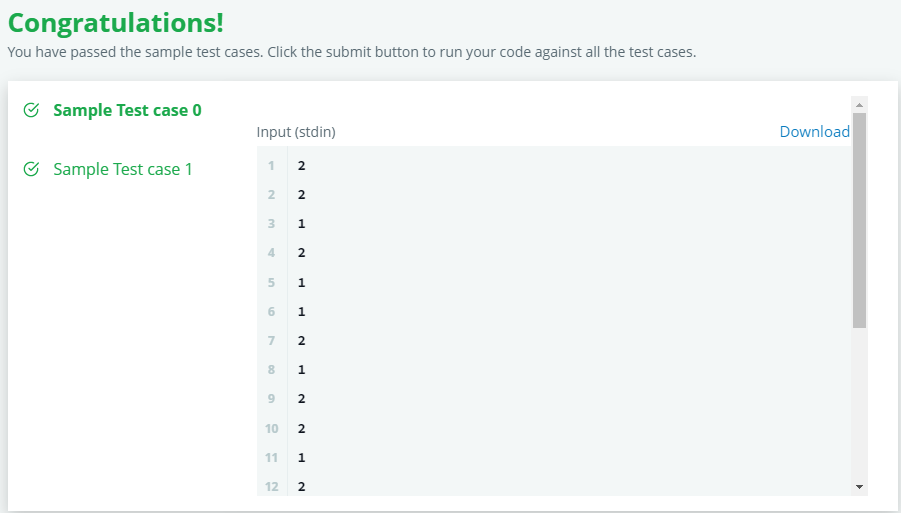 Congratulations!
You have passed the sample test cases. Click the submit button to run your code against all the test cases.
Sample Test case 0
Sample Test case 1
Input (stdin) Download
1 2
2 2
3 1
4 2
5 1
6 1
7 2
8 1
9 2
10 2
11 1
12 2